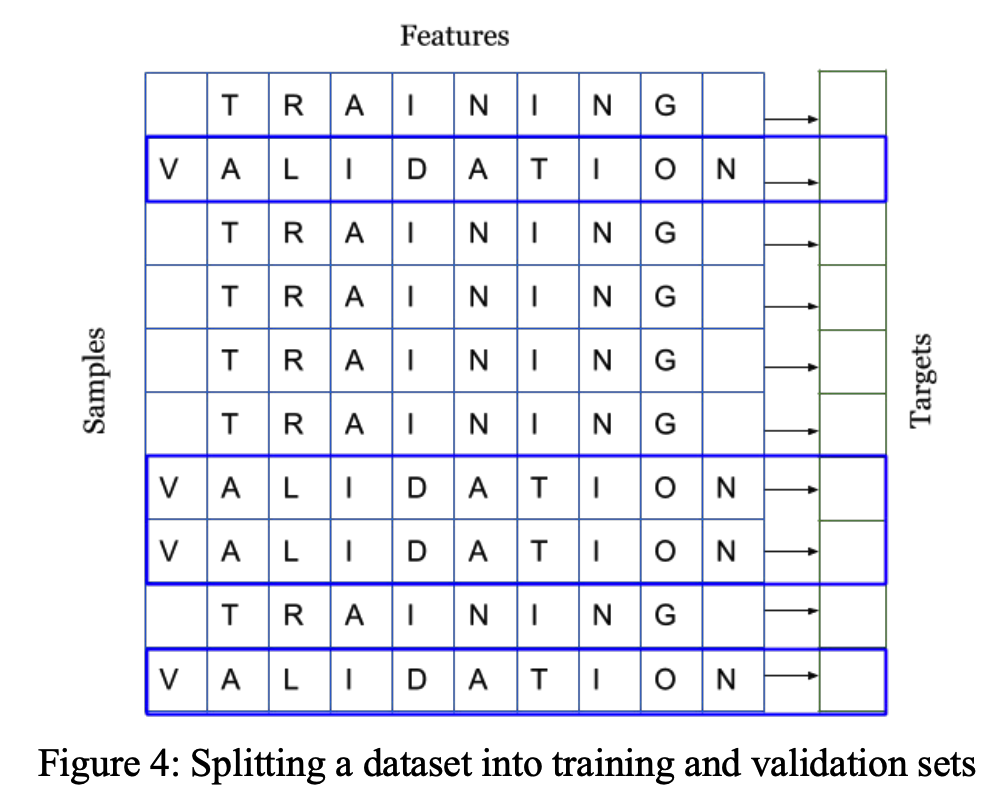 Features
T R A I N I N G
V A L I D A T I O N
T R A I N I N G
T R A I N I N G
T R A I N I N G
T R A I N I N G
V A L I D A T I O N
V A L I D A T I O N
T R A I N I N G
V A L I D A T I O N
Samples
Targets
Figure 4: Splitting a dataset into training and validation sets